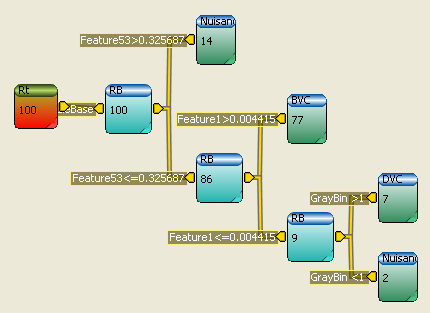 Nuisan
Feature53>0.325687
14
Rt
100
eBase
RB
100
BVC
Feature1>0.004415
77
RB
Feature53<=0.325687
86
DVC
GrayBin >1
7
RB
Feature1<=0.004415
9
Nuisan
GrayBin <1
2